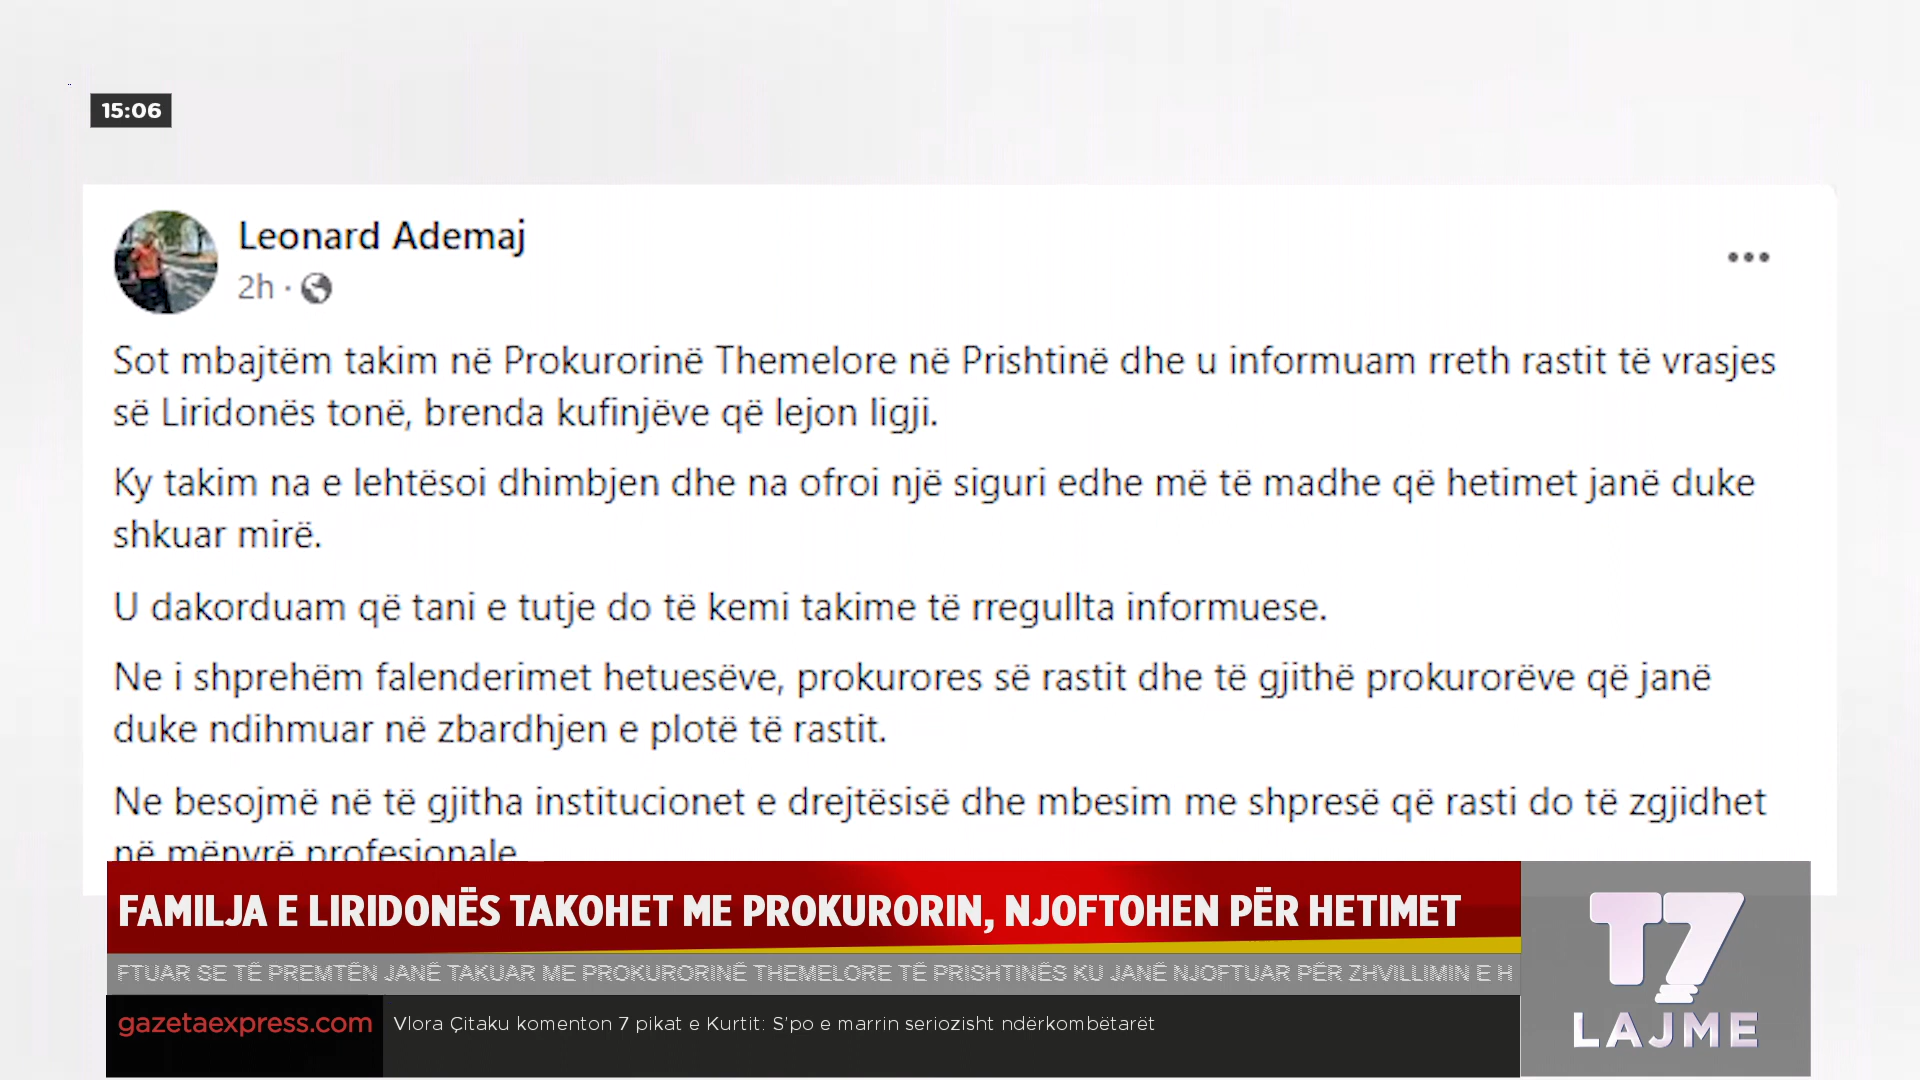 15:06
Leonard Ademaj
2h ·
Sot mbajtëm takim në Prokurorinë Themelore në Prishtinë dhe u informuam rreth rastit të vrasjes
së Liridonës tonë, brenda kufinjëve që lejon ligji.
Ky takim na e lehtësoi dhimbjen dhe na ofroi një siguri edhe më të madhe që hetimet janë duke
shkuar mirë.
U dakorduam që tani e tutje do të kemi takime të rregullta informuese.
Ne i shprehëm falenderimet hetuesëve, prokurores së rastit dhe të gjithë prokurorëve që janë
duke ndihmuar në zbardhjen e plotë të rastit.
Ne besojmë në të gjitha institucionet e drejtësisë dhe mbesim me shpresë që rasti do të zgjidhet
në mënyrë profesionale
FAMILJA E LIRIDONËS TAKOHET ME PROKURORIN, NJOFTOHEN PËR HETIMET
FTUAR SE TË PREMTËN JANË TAKUAR ME PROKURORINË THEMELORE TË PRISHTINËS KU JANË NJOFTUAR PËR ZHVILLIMIN E H
gazetaexpress.com
Vlora Çitaku komenton 7 pikat e Kurtit: S'po e marrin seriozisht ndërkombëtarët
T7
LAJME